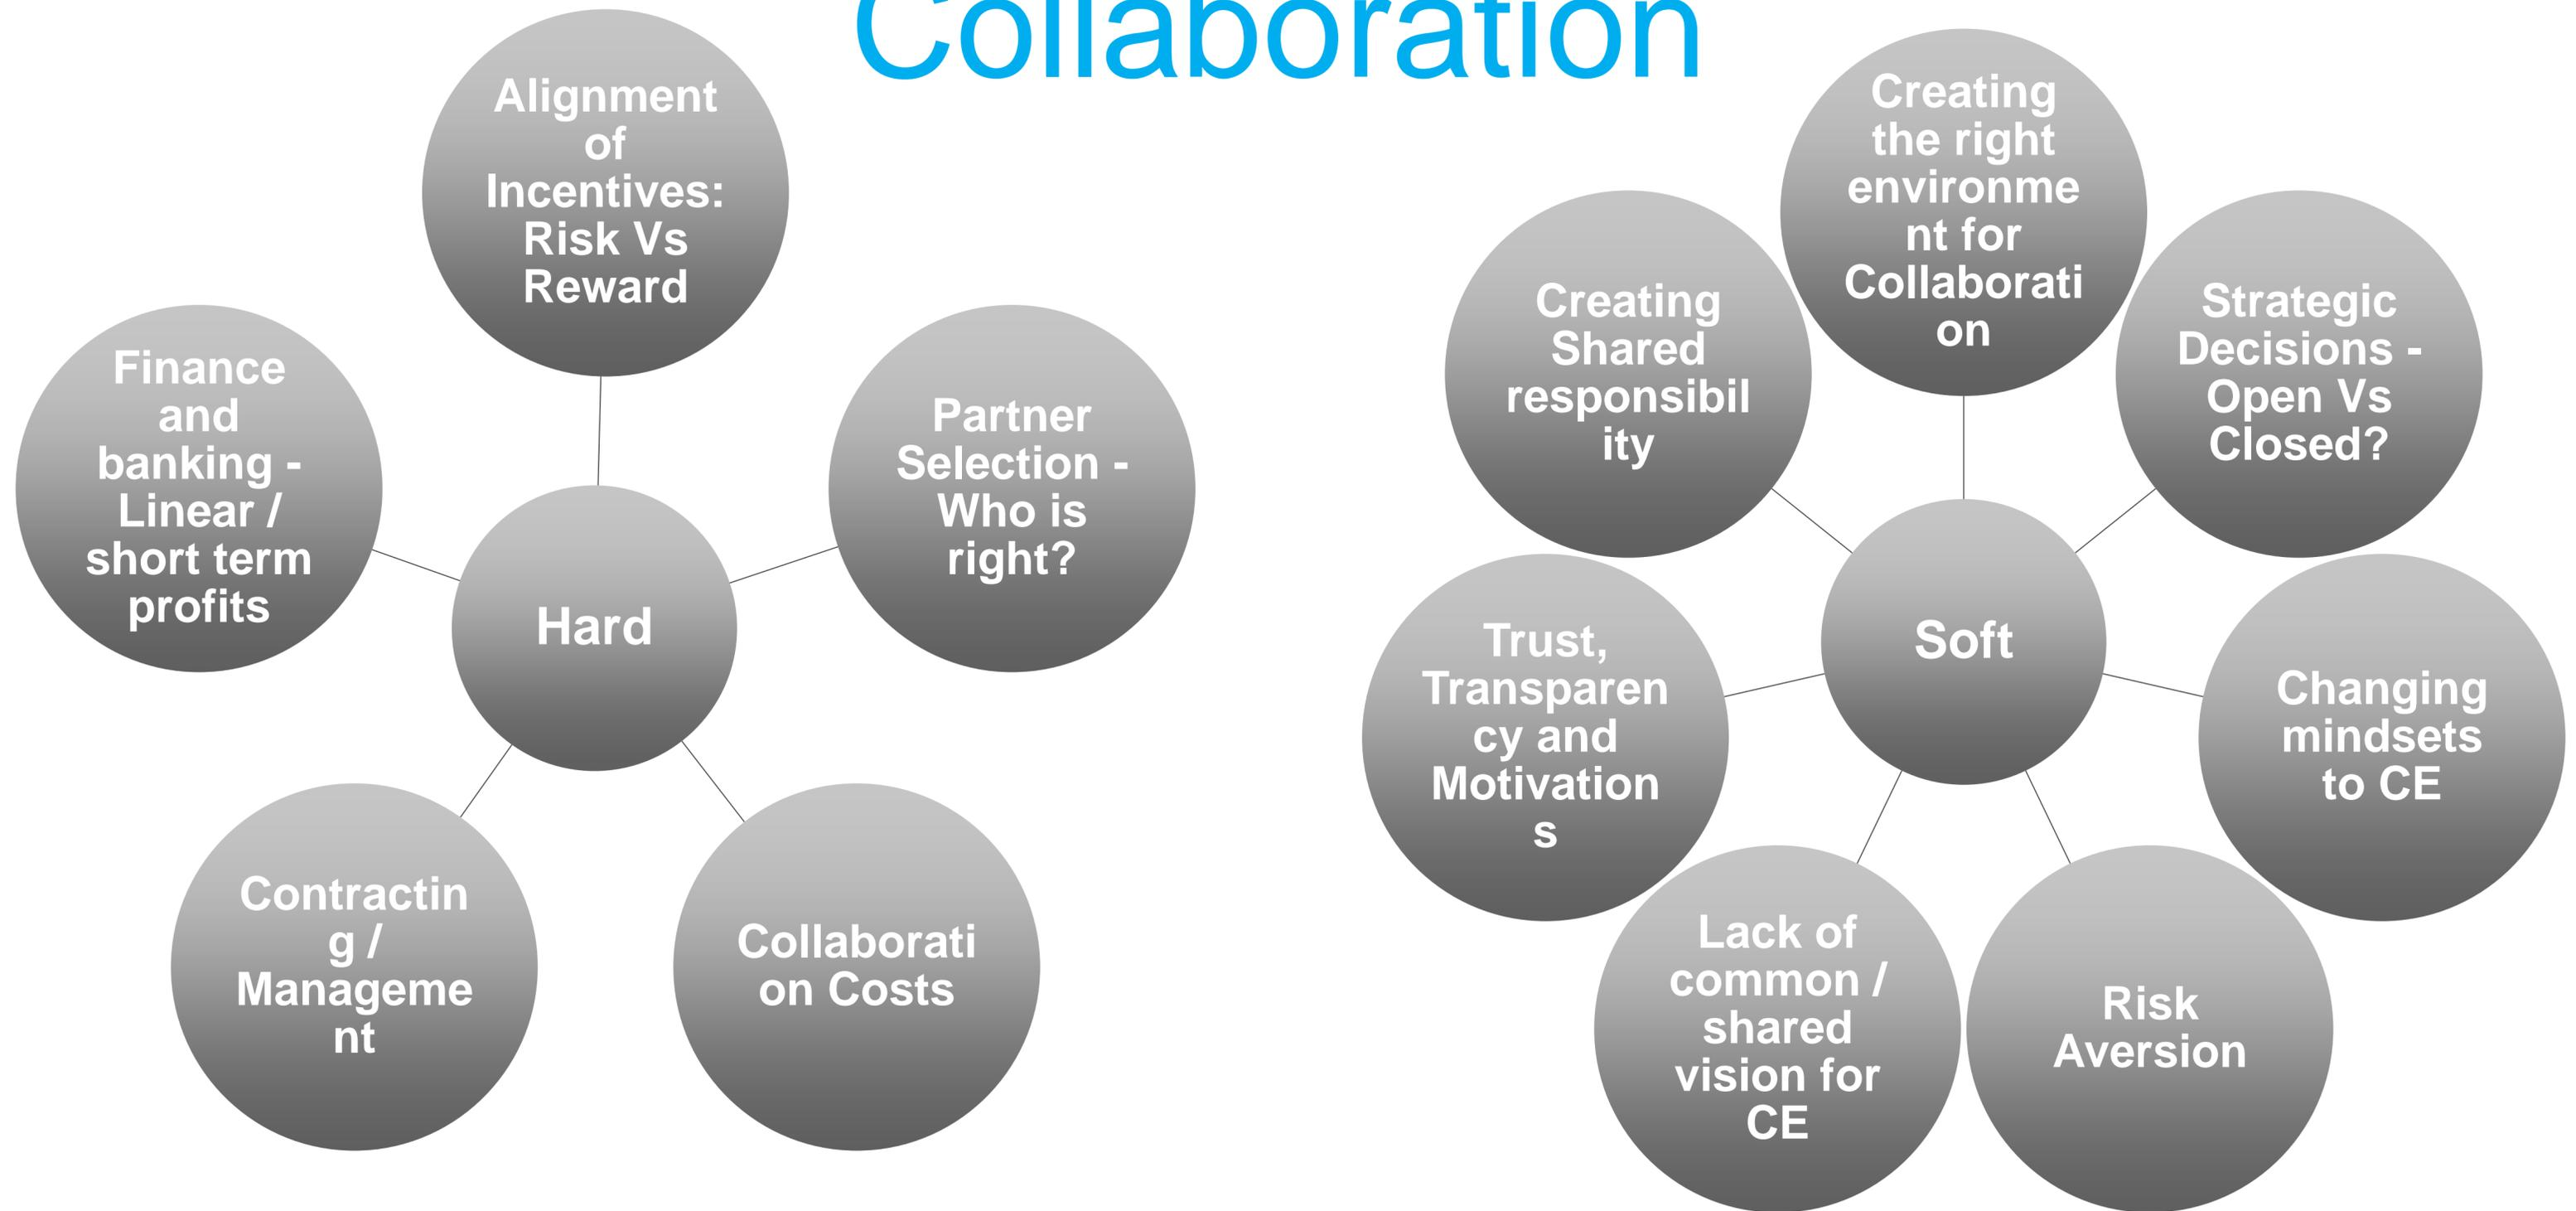 Collaboration
Alignment
of
Incentives:
Risk Vs
Reward
Finance
and
banking -
Linear /
short term
profits
Partner
Selection -
Who is
right?
Hard
Contractin
g /
Manageme
nt
Collaborati
on Costs
Creating
the right
environme
nt for
Collaborati
on
Creating
Shared
responsibil
ity
Strategic
Decisions -
Open Vs
Closed?
Soft
Trust,
Transparen
cy and
Motivation
s
Changing
mindsets
to CE
Lack of
common /
shared
vision for
CE
Risk
Aversion